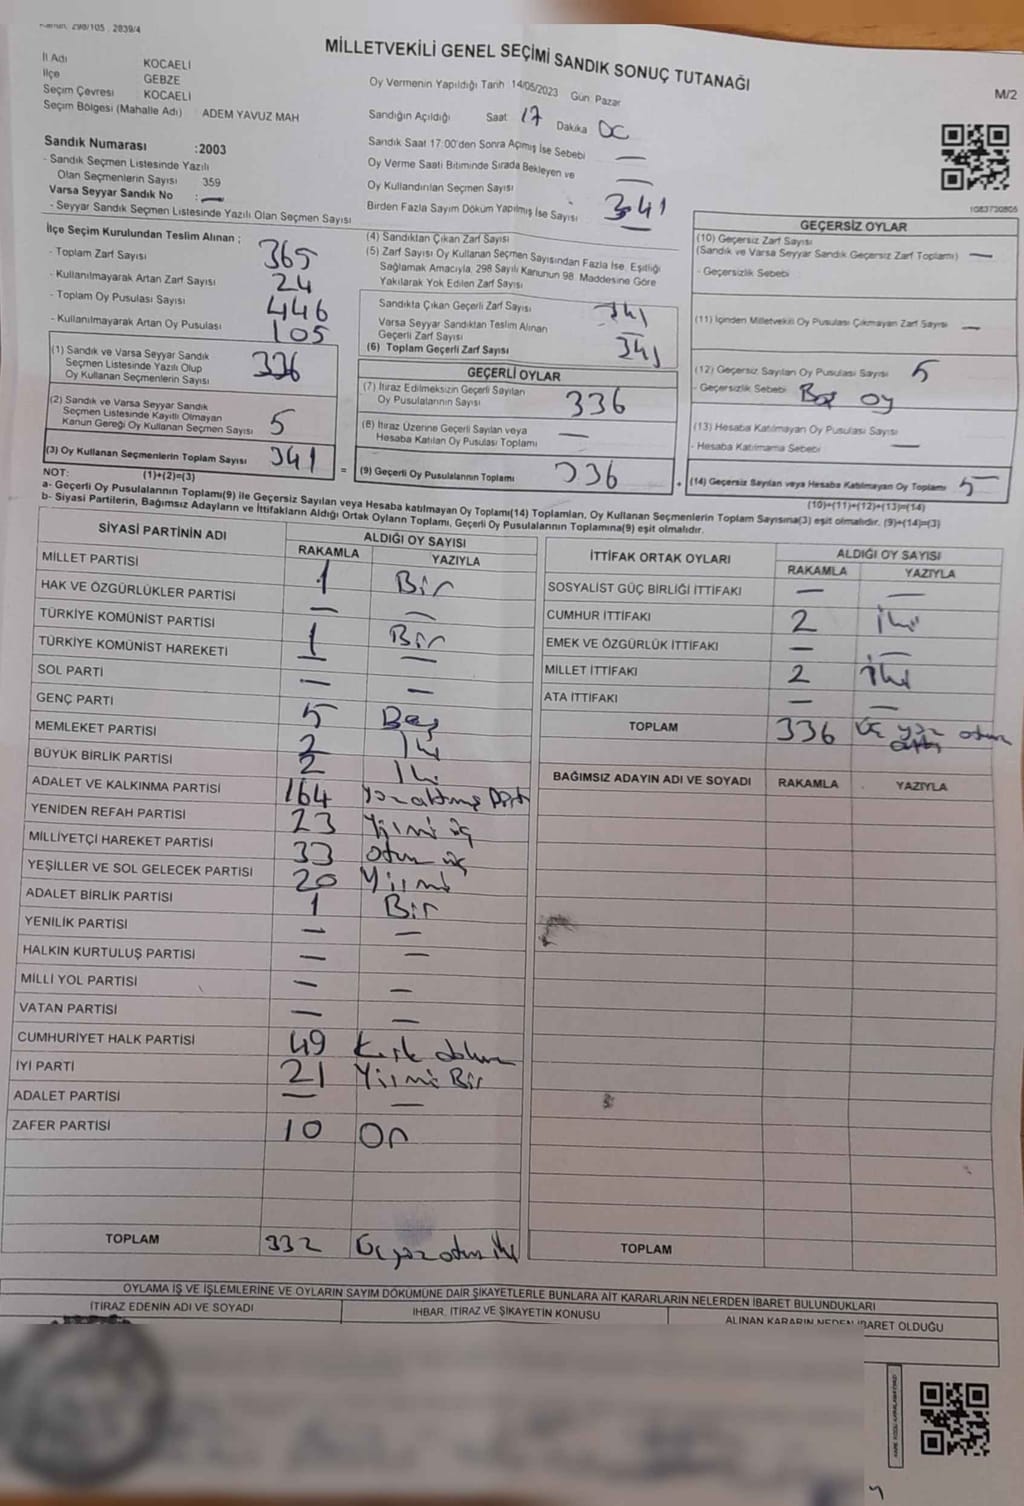 Kanun: 298/105 , 2839/4
MİLLETVEKİLİ GENEL SEÇİMİ SANDIK SONUÇ TUTANAĞI
M/2
İl Adı KOCAELİ
İlçe GEBZE
Seçim Çevresi KOCAELİ
Seçim Bölgesi (Mahalle Adı) : ADEM YAVUZ MAH
Sandık Numarası :2003
- Sandık Seçmen Listesinde Yazılı
Olan Seçmenlerin Sayısı 359
Varsa Seyyar Sandık No : —
- Seyyar Sandık Seçmen Listesinde Yazılı Olan Seçmen Sayısı
Oy Vermenin Yapıldığı Tarih 14/05/2023 Gün: Pazar
Sandığın Açıldığı Saat 17 Dakika 00
Sandık Saat 17:00'den Sonra Açımış İse Sebebi —
Oy Verme Saati Bitiminde Sırada Bekleyen ve
Oy Kullandırılan Seçmen Sayısı —
Birden Fazla Sayım Döküm Yapılmış İse Sayısı —
341
1083730805
İlçe Seçim Kurulundan Teslim Alınan ;
- Toplam Zarf Sayısı 365
- Kullanılmayarak Artan Zarf Sayısı 24
- Toplam Oy Pusulası Sayısı 446
- Kullanılmayarak Artan Oy Pusulası 105
(1) Sandık ve Varsa Seyyar Sandık
Seçmen Listesinde Yazılı Olup
Oy Kullanan Seçmenlerin Sayısı 336
(2) Sandık ve Varsa Seyyar Sandık
Seçmen Listesinde Kayıtlı Olmayan
Kanun Gereği Oy Kullanan Seçmen Sayısı 5
(3) Oy Kullanan Seçmenlerin Toplam Sayısı 341
(4) Sandıktan Çıkan Zarf Sayısı
(5) Zarf Sayısı Oy Kullanan Seçmen Sayısından Fazla İse, Eşitliği
Sağlamak Amacıyla, 298 Sayılı Kanunun 98. Maddesine Göre
Yakılarak Yok Edilen Zarf Sayısı
Sandıkta Çıkan Geçerli Zarf Sayısı 341
Varsa Seyyar Sandıktan Teslim Alınan
Geçerli Zarf Sayısı —
(6) Toplam Geçerli Zarf Sayısı 341
GEÇERLİ OYLAR
(7) İtiraz Edilmeksizin Geçerli Sayılan
Oy Pusulalarının Sayısı 336
(8) İtiraz Üzerine Geçerli Sayılan veya
Hesaba Katılan Oy Pusulası Toplamı —
= (9) Geçerli Oy Pusulalarının Toplamı 336
GEÇERSİZ OYLAR
(10) Geçersiz Zarf Sayısı
(Sandık ve Varsa Seyyar Sandık Geçersiz Zarf Toplamı) —
- Geçersizlik Sebebi
(11) İçinden Milletvekili Oy Pusulası Çıkmayan Zarf Sayısı —
(12) Geçersiz Sayılan Oy Pusulası Sayısı 5
- Geçersizlik Sebebi Boş oy
(13) Hesaba Katılmayan Oy Pusulası Sayısı
- Hesaba Katılmama Sebebi —
+ (14) Geçersiz Sayılan veya Hesaba Katılmayan Oy Toplamı 5
NOT: (1)+(2)=(3)
(10)+(11)+(12)+(13)=(14)
a- Geçerli Oy Pusulalarının Toplamı(9) ile Geçersiz Sayılan veya Hesaba katılmayan Oy Toplamı(14) Toplamları, Oy Kullanan Seçmenlerin Toplam Sayısına(3) eşit olmalıdır. (9)+(14)=(3)
b- Siyasi Partilerin, Bağımsız Adayların ve İttifakların Aldığı Ortak Oyların Toplamı, Geçerli Oy Pusulalarının Toplamına(9) eşit olmalıdır.
SİYASİ PARTİNİN ADI ALDIĞI OY SAYISI
RAKAMLA YAZIYLA
MİLLET PARTİSİ 1 Bir
HAK VE ÖZGÜRLÜKLER PARTİSİ — —
TÜRKİYE KOMÜNİST PARTİSİ 1 Bir
TÜRKİYE KOMÜNİST HAREKETİ — —
SOL PARTİ — —
GENÇ PARTİ 5 Beş
MEMLEKET PARTİSİ 2 İki
BÜYÜK BİRLİK PARTİSİ 2 İki
ADALET VE KALKINMA PARTİSİ 164 Yüzaltmış Dört
YENİDEN REFAH PARTİSİ 23 Yirmi üç
MİLLİYETÇİ HAREKET PARTİSİ 33 otuz üç
YEŞİLLER VE SOL GELECEK PARTİSİ 20 Yirmi
ADALET BİRLİK PARTİSİ 1 Bir
YENİLİK PARTİSİ — —
HALKIN KURTULUŞ PARTİSİ — —
MİLLİ YOL PARTİSİ — —
VATAN PARTİSİ — —
CUMHURİYET HALK PARTİSİ 49 Kırk dokuz
İYİ PARTİ 21 Yirmi Bir
ADALET PARTİSİ — —
ZAFER PARTİSİ 10 On
TOPLAM 332 Üç yüz otuz iki
İTTİFAK ORTAK OYLARI ALDIĞI OY SAYISI
RAKAMLA YAZIYLA
SOSYALİST GÜÇ BİRLİĞİ İTTİFAKI — —
CUMHUR İTTİFAKI 2 İki
EMEK VE ÖZGÜRLÜK İTTİFAKI — —
MİLLET İTTİFAKI 2 İki
ATA İTTİFAKI — —
TOPLAM 336 Üç yüz otuz altı
BAĞIMSIZ ADAYIN ADI VE SOYADI RAKAMLA YAZIYLA
TOPLAM
OYLAMA İŞ VE İŞLEMLERİNE VE OYLARIN SAYIM DÖKÜMÜNE DAİR ŞİKAYETLERLE BUNLARA AİT KARARLARIN NELERDEN İBARET BULUNDUKLARI
İTİRAZ EDENİN ADI VE SOYADI İHBAR, İTİRAZ VE ŞİKAYETİN KONUSU ALINAN KARARIN NEDEN İBARET OLDUĞU